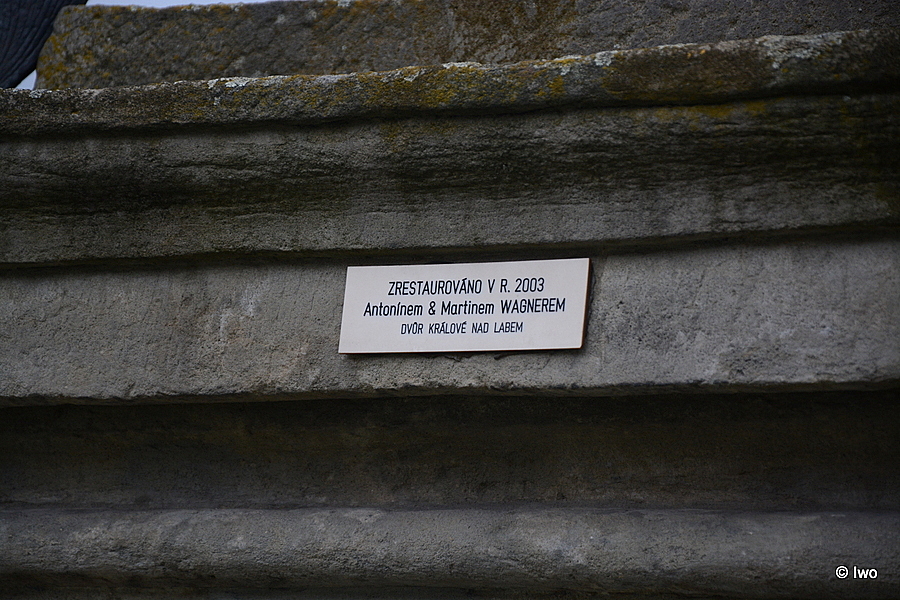 ZRESTAUROVÁNO V R. 2003
Antonínem & Martinem WAGNEREM
DVŮR KRÁLOVÉ NAD LABEM
© Iwo